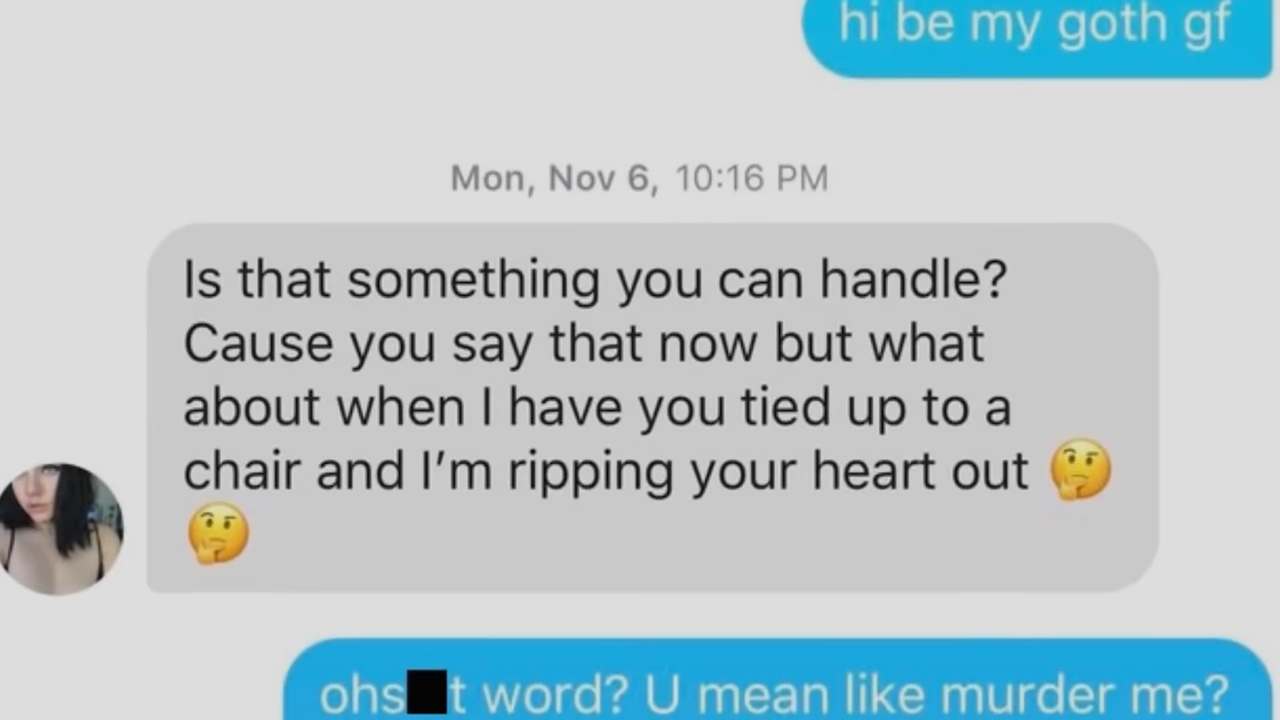 hi be my goth gf
Mon, Nov 6, 10:16 PM
Is that something you can handle?
Cause you say that now but what
about when I have you tied up to a
chair and I'm ripping your heart out 🤔
🤔
ohs█t word? U mean like murder me?